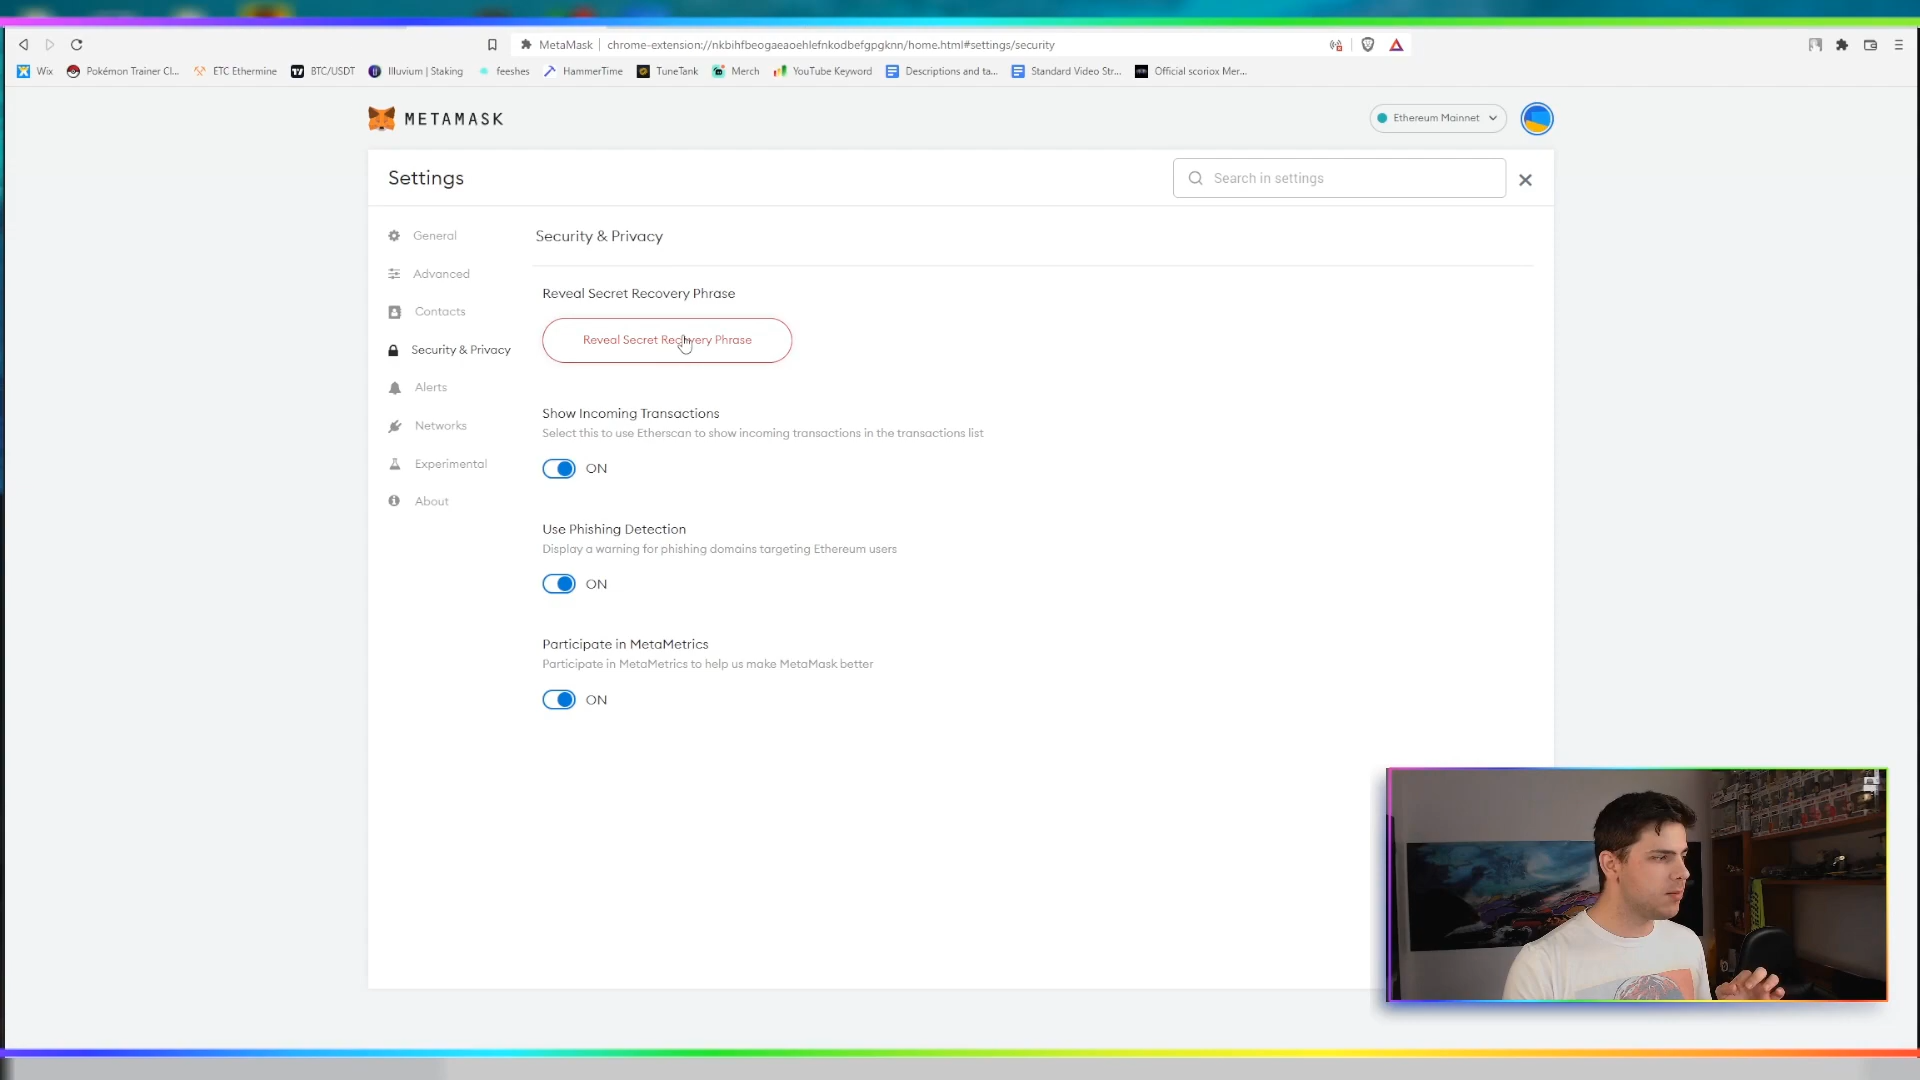 MetaMask chrome-extension://nkbihfbeogaeaoehlefnkodbefgpgknn/home.html#settings/security
Wix Pokémon Trainer Cl... ETC Ethermine BTC/USDT Illuvium | Staking feeshes HammerTime TuneTank Merch YouTube Keyword Descriptions and ta... Standard Video Str... Official scoriox Mer...
METAMASK
Ethereum Mainnet
Settings
Search in settings
General
Advanced
Contacts
Security & Privacy
Alerts
Networks
Experimental
About
Security & Privacy
Reveal Secret Recovery Phrase
Reveal Secret Recovery Phrase
Show Incoming Transactions
Select this to use Etherscan to show incoming transactions in the transactions list
ON
Use Phishing Detection
Display a warning for phishing domains targeting Ethereum users
ON
Participate in MetaMetrics
Participate in MetaMetrics to help us make MetaMask better
ON